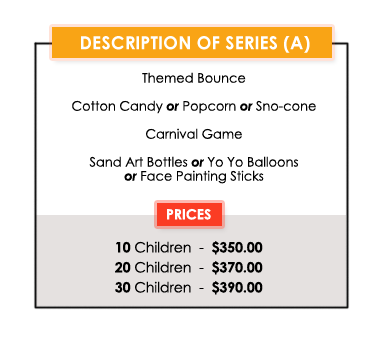 DESCRIPTION OF SERIES (A)
Themed Bounce
Cotton Candy or Popcorn or Sno-cone
Carnival Game
Sand Art Bottles or Yo Yo Balloons
or Face Painting Sticks
PRICES
10 Children - $350.00
20 Children - $370.00
30 Children - $390.00